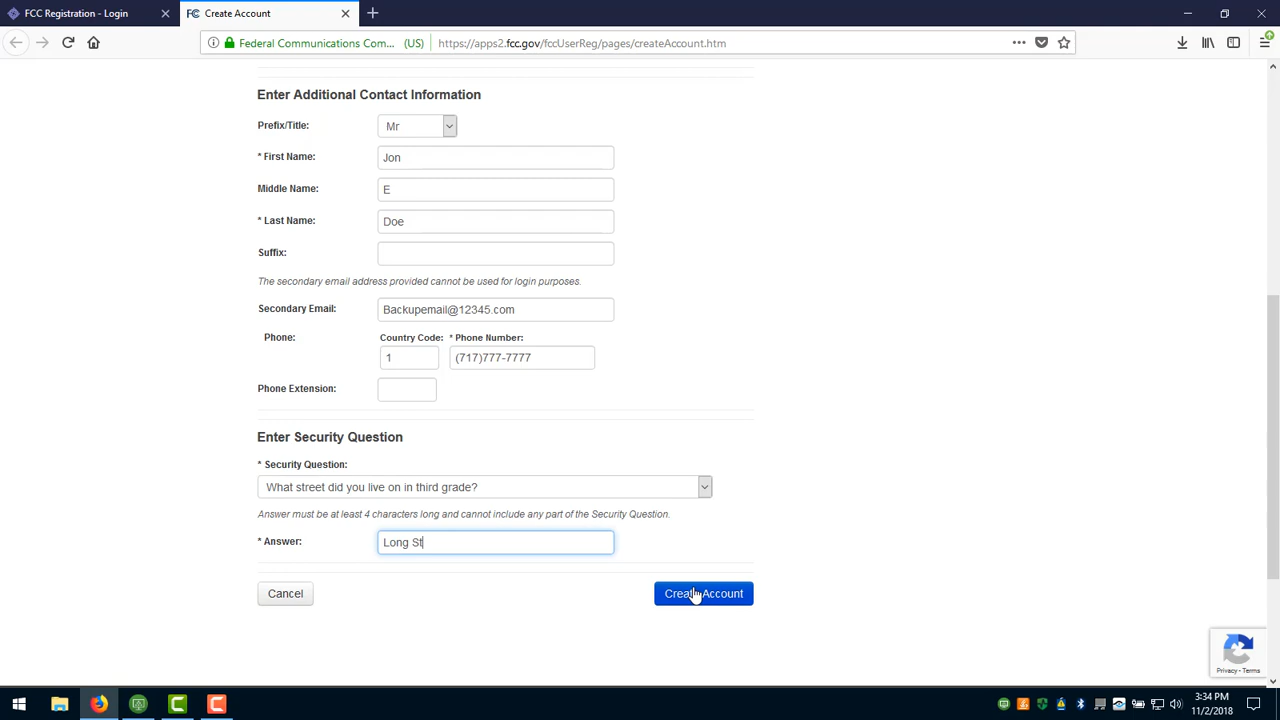 FCC Registration - Login
Create Account
Federal Communications Com... (US)
https://apps2.fcc.gov/fccUserReg/pages/createAccount.htm
Enter Additional Contact Information
Prefix/Title:
Mr
* First Name:
Jon
Middle Name:
E
* Last Name:
Doe
Suffix:
The secondary email address provided cannot be used for login purposes.
Secondary Email:
Backupemail@12345.com
Phone:
Country Code: * Phone Number:
1
(717)777-7777
Phone Extension:
Enter Security Question
* Security Question:
What street did you live on in third grade?
Answer must be at least 4 characters long and cannot include any part of the Security Question.
* Answer:
Long St
Cancel
Create Account
Privacy - Terms
3:34 PM
11/2/2018